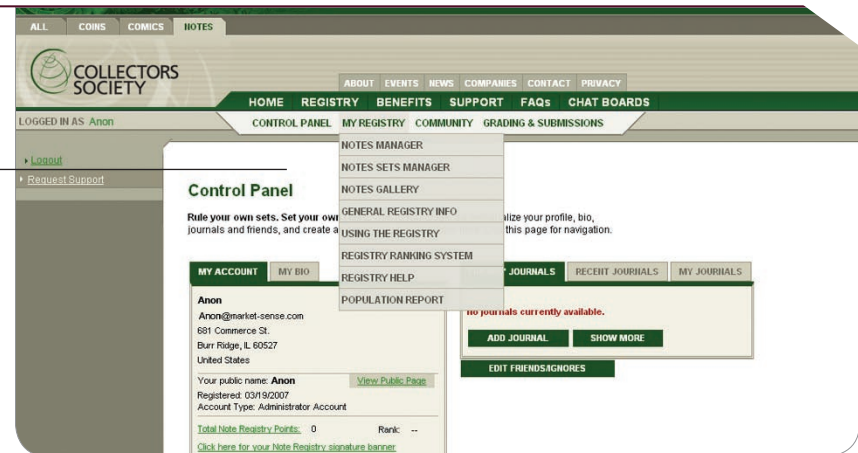 ALL COINS COMICS NOTES
COLLECTORS
SOCIETY
ABOUT EVENTS NEWS COMPANIES CONTACT PRIVACY
HOME REGISTRY BENEFITS SUPPORT FAQs CHAT BOARDS
LOGGED IN AS Anon
CONTROL PANEL MY REGISTRY COMMUNITY GRADING & SUBMISSIONS
Logout
Request Support
NOTES MANAGER
NOTES SETS MANAGER
NOTES GALLERY
GENERAL REGISTRY INFO
USING THE REGISTRY
REGISTRY RANKING SYSTEM
REGISTRY HELP
POPULATION REPORT
Control Panel
Rule your own sets. Set your own
alize your profile, bio,
journals and friends, and create a
this page for navigation.
MY ACCOUNT MY BIO
Anon
Anon@market-sense.com
681 Commerce St.
Burr Ridge, IL 60527
United States
Your public name: Anon View Public Page
Registered: 03/19/2007
Account Type: Administrator Account
Total Note Registry Points: 0 Rank: --
Click here for your Note Registry signature banner
JOURNALS RECENT JOURNALS MY JOURNALS
no journals currently available.
ADD JOURNAL SHOW MORE
EDIT FRIENDS/IGNORES